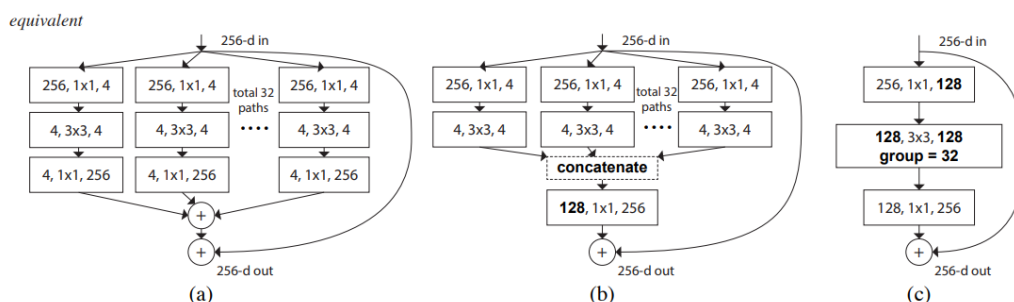 equivalent
256-d in
256, 1x1, 4
256, 1x1, 4
256, 1x1, 4
total 32
paths
....
4, 3x3, 4
4, 3x3, 4
4, 3x3, 4
4, 1x1, 256
4, 1x1, 256
4, 1x1, 256
+
+
256-d out
(a)
256-d in
256, 1x1, 4
256, 1x1, 4
256, 1x1, 4
total 32
paths
....
4, 3x3, 4
4, 3x3, 4
4, 3x3, 4
concatenate
128, 1x1, 256
+
256-d out
(b)
256-d in
256, 1x1, 128
128, 3x3, 128
group = 32
128, 1x1, 256
+
256-d out
(c)